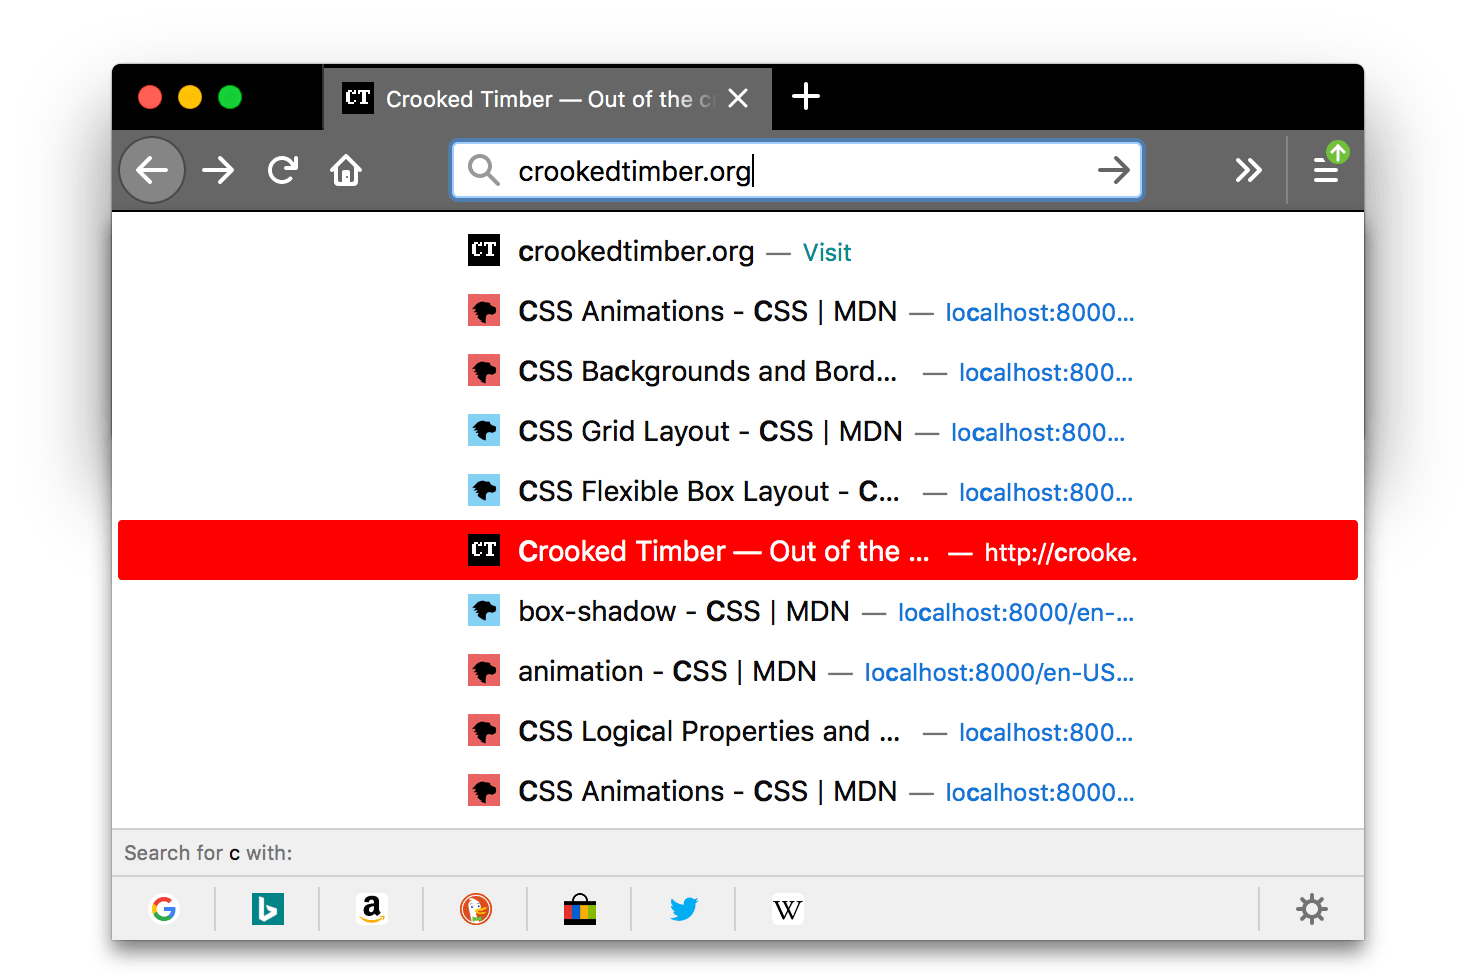 CT Crooked Timber — Out of the c
crookedtimber.org
CT crookedtimber.org — Visit
CSS Animations - CSS | MDN — localhost:8000...
CSS Backgrounds and Bord... — localhost:800...
CSS Grid Layout - CSS | MDN — localhost:800...
CSS Flexible Box Layout - C... — localhost:800...
CT Crooked Timber — Out of the ... — http://crooke.
box-shadow - CSS | MDN — localhost:8000/en-...
animation - CSS | MDN — localhost:8000/en-US...
CSS Logical Properties and ... — localhost:800...
CSS Animations - CSS | MDN — localhost:8000...
Search for c with:
G b a W